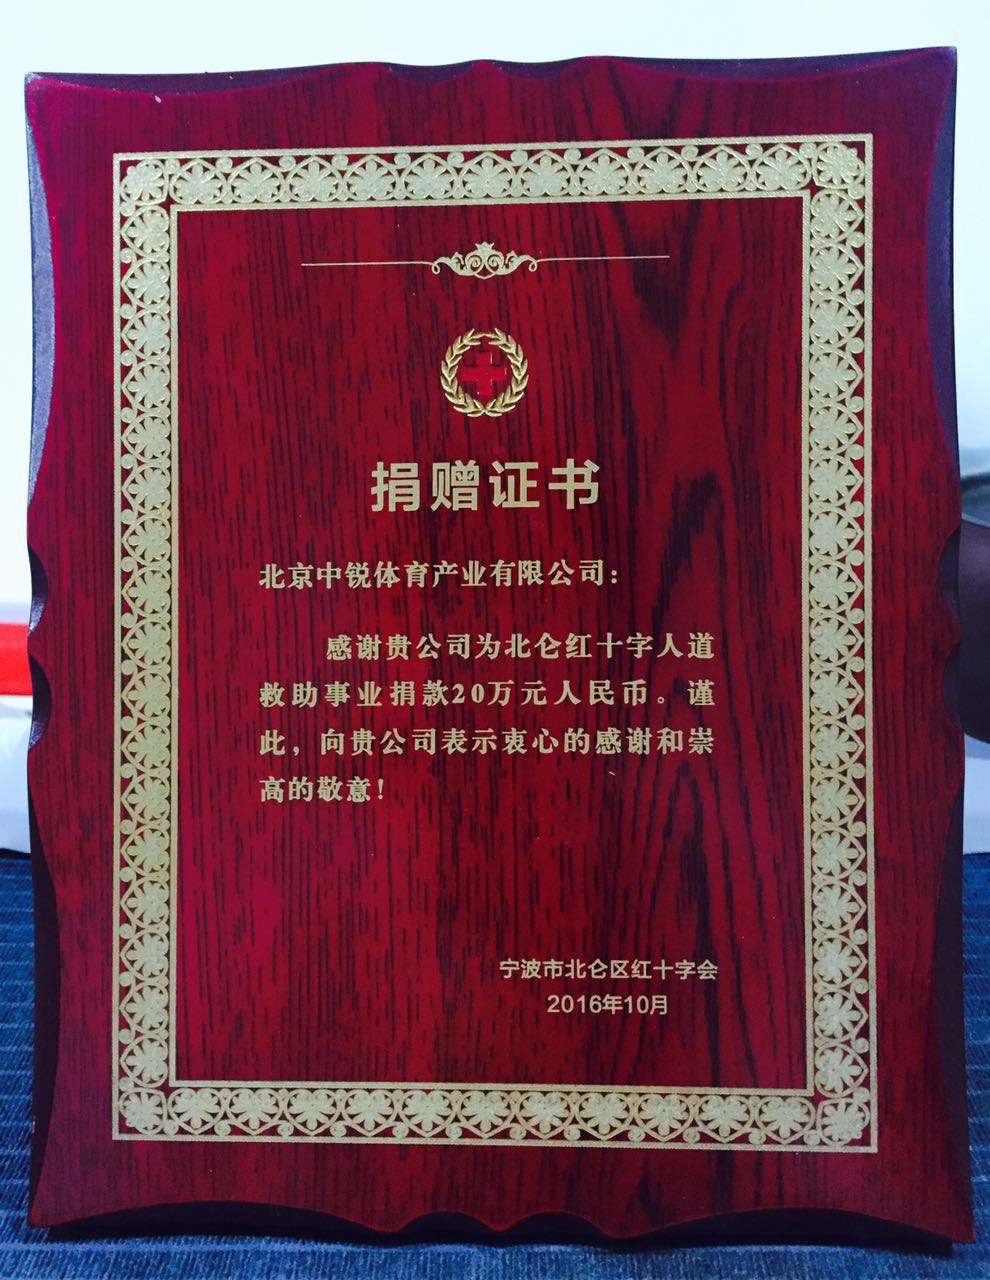 捐赠证书
北京中锐体育产业有限公司：
感谢贵公司为北仑红十字人道
救助事业捐款20万元人民币。谨
此，向贵公司表示衷心的感谢和崇
高的敬意！
宁波市北仑区红十字会
2016年10月